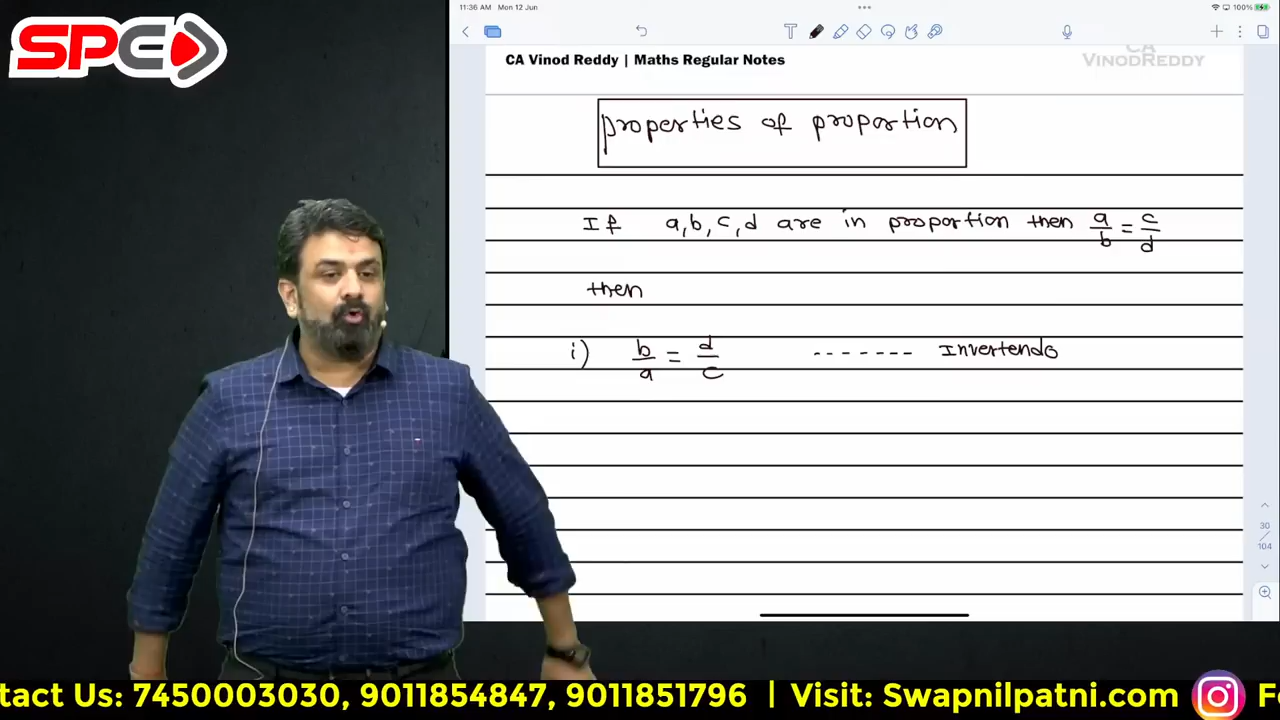 11:36 AM Mon 12 Jun
100%
SPC
CA Vinod Reddy | Maths Regular Notes
CA
VINODREDDY
properties of proportion
If a, b, c, d are in proportion then a/b = c/d
then
i) b/a = d/c ------- Invertendo
30
/
104
tact Us: 7450003030, 9011854847, 9011851796 | Visit: Swapnilpatni.com F